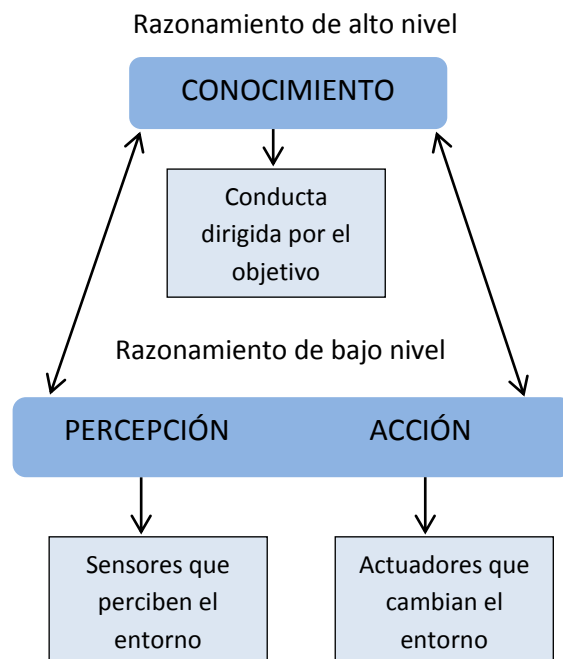 Razonamiento de alto nivel
CONOCIMIENTO
Conducta
dirigida por el
objetivo
Razonamiento de bajo nivel
PERCEPCIÓN
ACCIÓN
Sensores que
perciben el
entorno
Actuadores que
cambian el
entorno